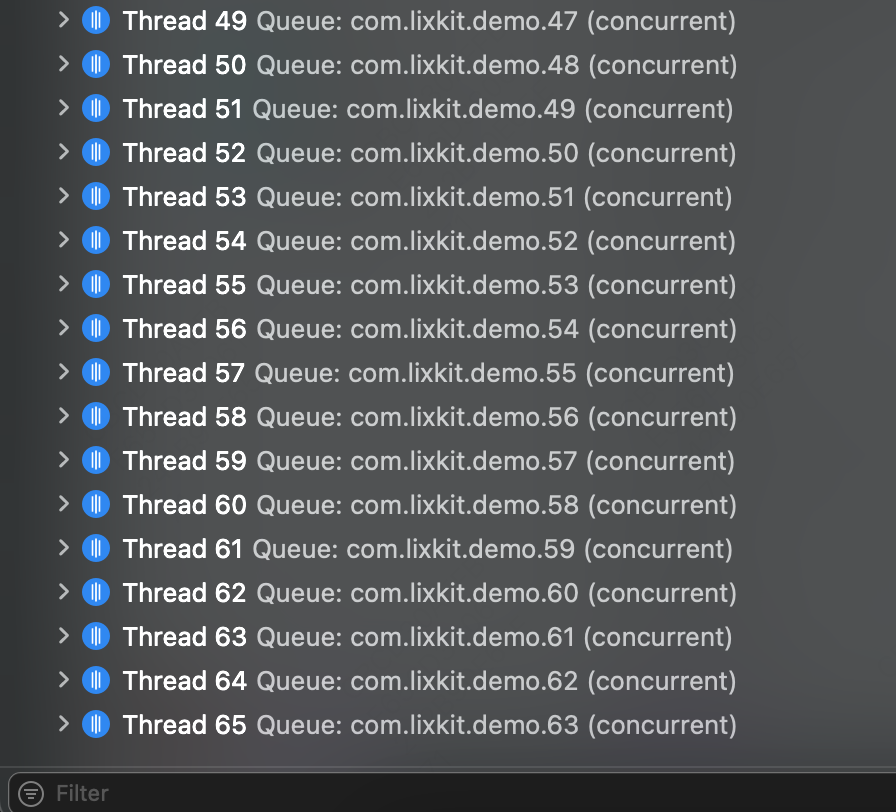 Thread 49 Queue: com.lixkit.demo.47 (concurrent)
Thread 50 Queue: com.lixkit.demo.48 (concurrent)
Thread 51 Queue: com.lixkit.demo.49 (concurrent)
Thread 52 Queue: com.lixkit.demo.50 (concurrent)
Thread 53 Queue: com.lixkit.demo.51 (concurrent)
Thread 54 Queue: com.lixkit.demo.52 (concurrent)
Thread 55 Queue: com.lixkit.demo.53 (concurrent)
Thread 56 Queue: com.lixkit.demo.54 (concurrent)
Thread 57 Queue: com.lixkit.demo.55 (concurrent)
Thread 58 Queue: com.lixkit.demo.56 (concurrent)
Thread 59 Queue: com.lixkit.demo.57 (concurrent)
Thread 60 Queue: com.lixkit.demo.58 (concurrent)
Thread 61 Queue: com.lixkit.demo.59 (concurrent)
Thread 62 Queue: com.lixkit.demo.60 (concurrent)
Thread 63 Queue: com.lixkit.demo.61 (concurrent)
Thread 64 Queue: com.lixkit.demo.62 (concurrent)
Thread 65 Queue: com.lixkit.demo.63 (concurrent)
Filter